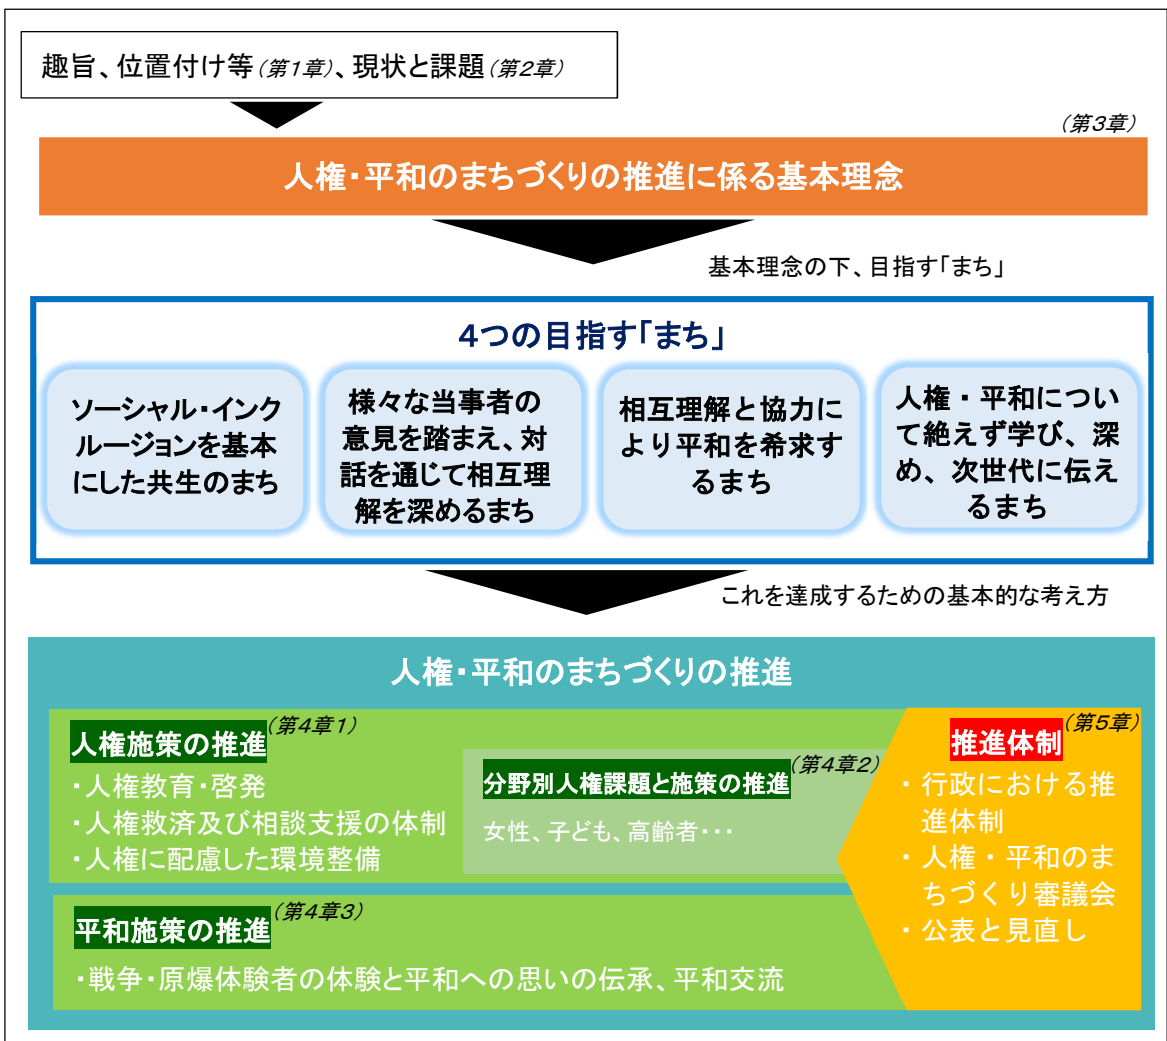 趣旨、位置付け等(第1章)、現状と課題(第2章)
(第3章)
人権・平和のまちづくりの推進に係る基本理念
基本理念の下、目指す「まち」
4つの目指す「まち」
ソーシャル・インク
ルージョンを基本
にした共生のまち
様々な当事者の
意見を踏まえ、対
話を通じて相互理
解を深めるまち
相互理解と協力に
より平和を希求す
るまち
人権・平和につい
て絶えず学び、深
め、次世代に伝え
るまち
これを達成するための基本的な考え方
人権・平和のまちづくりの推進
人権施策の推進(第4章1)
・人権教育・啓発
・人権救済及び相談支援の体制
・人権に配慮した環境整備
分野別人権課題と施策の推進(第4章2)
女性、子ども、高齢者・・・
平和施策の推進(第4章3)
・戦争・原爆体験者の体験と平和への思いの伝承、平和交流
推進体制(第5章)
・行政における推
進体制
・人権・平和のま
ちづくり審議会
・公表と見直し